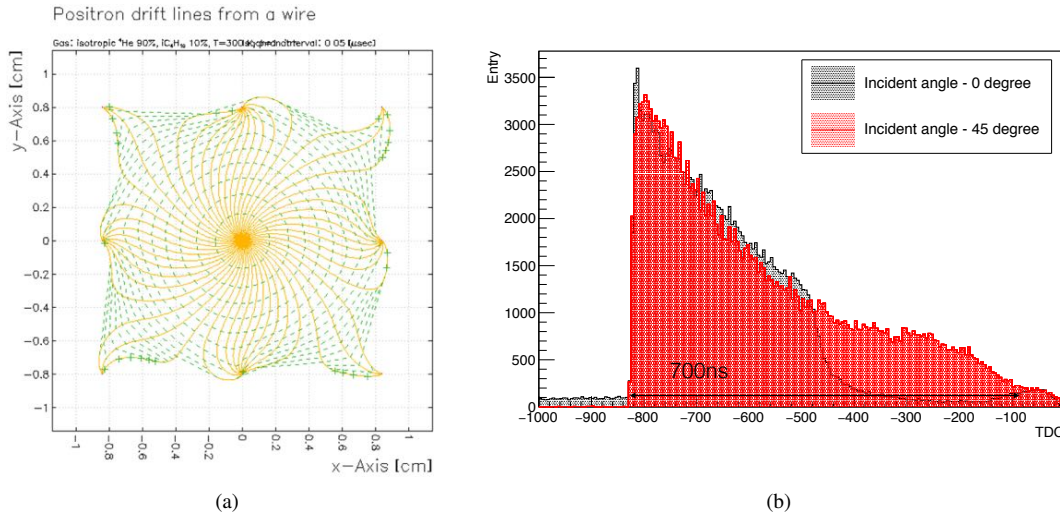 Positron drift lines from a wire
Gas: isotropic ⁴He 90%, iC₄H₁₀ 10%, T=300 K, interval: 0.05 [μsec]
y-Axis [cm]
1
0.8
0.6
0.4
0.2
0
−0.2
−0.4
−0.6
−0.8
−1
−1
−0.8
−0.6
−0.4
−0.2
0
0.2
0.4
0.6
0.8
1
x-Axis [cm]
(a)
Entry
3500
3000
2500
2000
1500
1000
500
0
Incident angle - 0 degree
Incident angle - 45 degree
700ns
−1000 −900 −800 −700 −600 −500 −400 −300 −200 −100
TDC
(b)